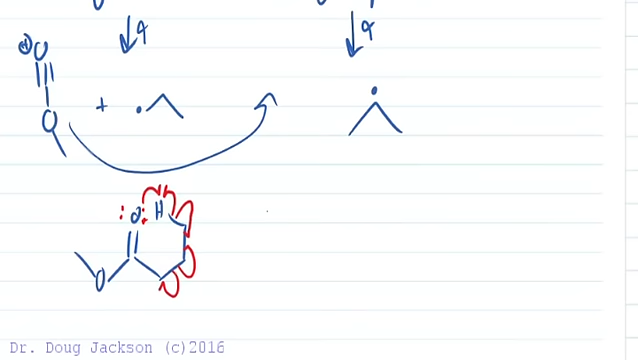 α
α
⊕O
+
O
:O: H
O
Dr. Doug Jackson (c)2016